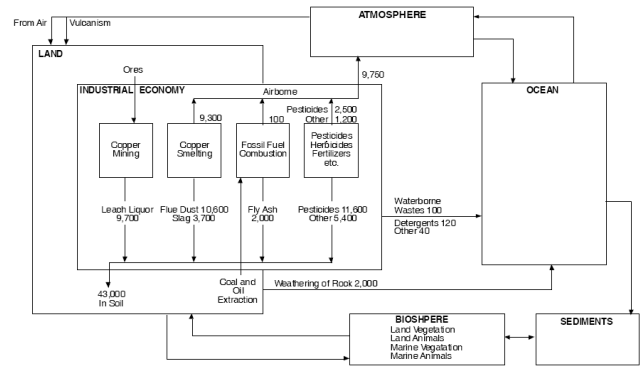 ATMOSPHERE
From Air
Vulcanism
LAND
9,750
Ores
INDUSTRIAL ECONOMY
Airborne
OCEAN
9,300
100
Pesticides 2,500
Other 1,200
Copper
Mining
Copper
Smelting
Fossil Fuel
Combustion
Pesticides
Herbicides
Fertilizers
etc.
Leach Liquor
9,700
Flue Dust 10,600
Slag 3,700
Fly Ash
2,000
Pesticides 11,600
Other 5,400
Waterborne
Wastes 100
Detergents 120
Other 40
43,000
In Soil
Coal and
Oil
Extraction
Weathering of Rock 2,000
BIOSHPERE
Land Vegetation
Land Animals
Marine Vegatation
Marine Animals
SEDIMENTS